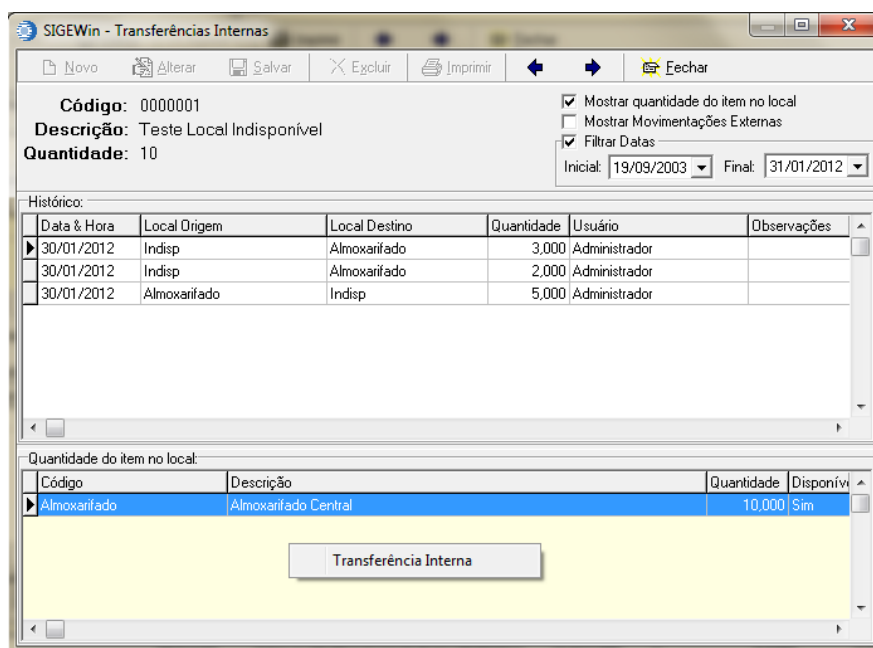 SIGEWin - Transferências Internas
Novo Alterar Salvar Excluir Imprimir Fechar
Código: 0000001
Descrição: Teste Local Indisponível
Quantidade: 10
Mostrar quantidade do item no local
Mostrar Movimentações Externas
Filtrar Datas
Inicial: 19/09/2003 Final: 31/01/2012
Histórico:
Data & Hora Local Origem Local Destino Quantidade Usuário Observações
30/01/2012 Indisp Almoxarifado 3,000 Administrador
30/01/2012 Indisp Almoxarifado 2,000 Administrador
30/01/2012 Almoxarifado Indisp 5,000 Administrador
Quantidade do item no local:
Código Descrição Quantidade Disponív
Almoxarifado Almoxarifado Central 10,000 Sim
Transferência Interna